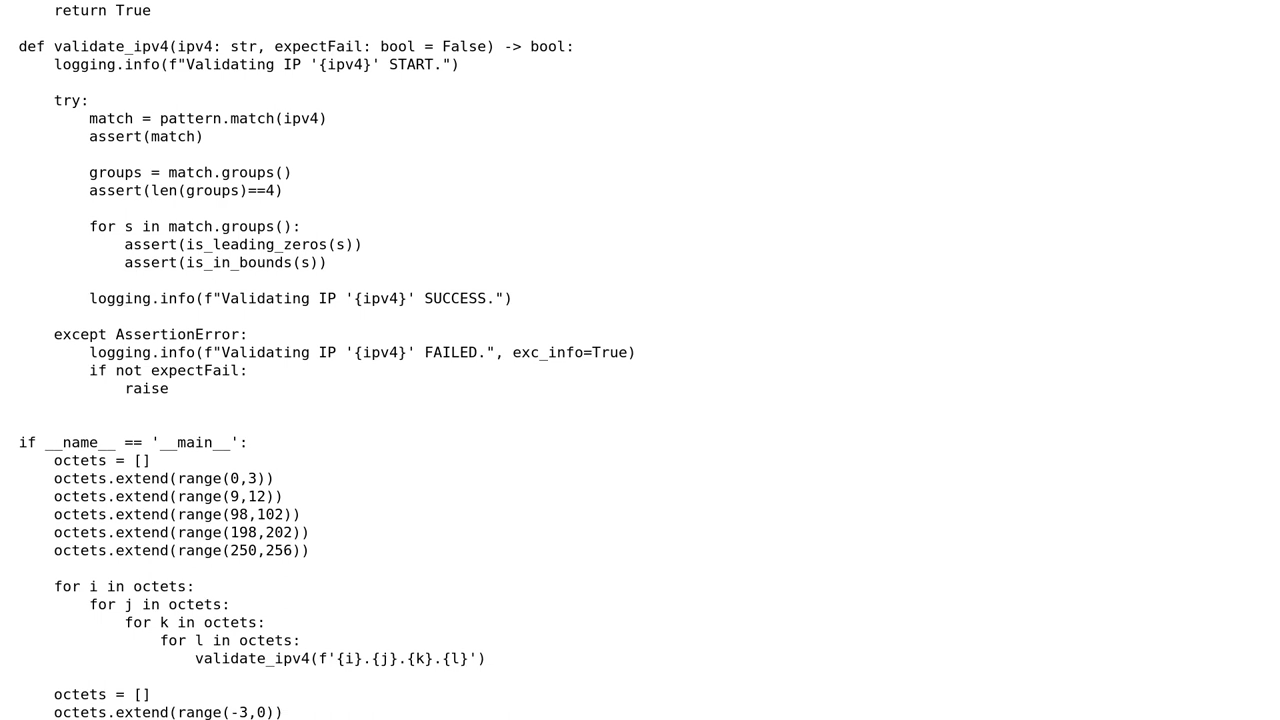 return True

def validate_ipv4(ipv4: str, expectFail: bool = False) -> bool:
    logging.info(f"Validating IP '{ipv4}' START.")

    try:
        match = pattern.match(ipv4)
        assert(match)

        groups = match.groups()
        assert(len(groups)==4)

        for s in match.groups():
            assert(is_leading_zeros(s))
            assert(is_in_bounds(s))

        logging.info(f"Validating IP '{ipv4}' SUCCESS.")

    except AssertionError:
        logging.info(f"Validating IP '{ipv4}' FAILED.", exc_info=True)
        if not expectFail:
            raise


if __name__ == '__main__':
    octets = []
    octets.extend(range(0,3))
    octets.extend(range(9,12))
    octets.extend(range(98,102))
    octets.extend(range(198,202))
    octets.extend(range(250,256))

    for i in octets:
        for j in octets:
            for k in octets:
                for l in octets:
                    validate_ipv4(f'{i}.{j}.{k}.{l}')

    octets = []
    octets.extend(range(-3,0))